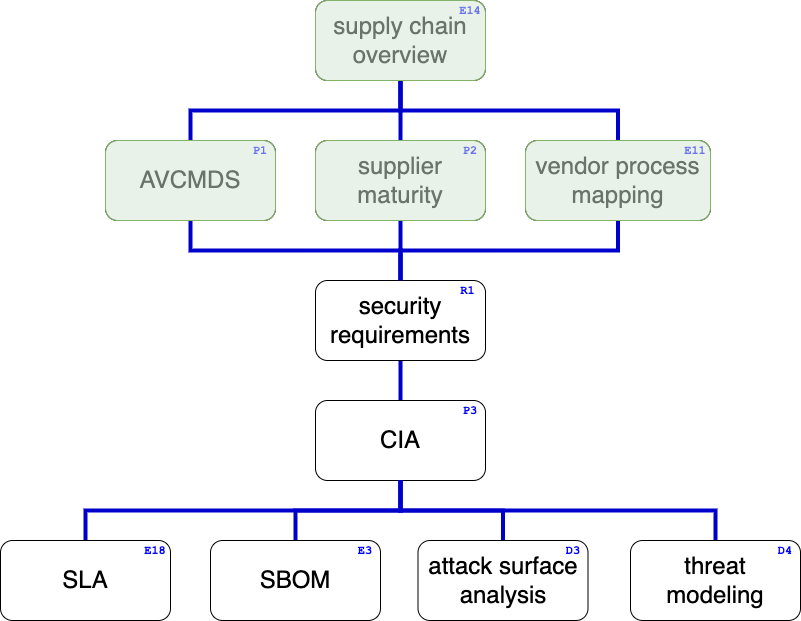 E14
supply chain
overview
P1
AVCMDS
P2
supplier
maturity
E11
vendor process
mapping
R1
security
requirements
P3
CIA
E18
SLA
E3
SBOM
D3
attack surface
analysis
D4
threat
modeling